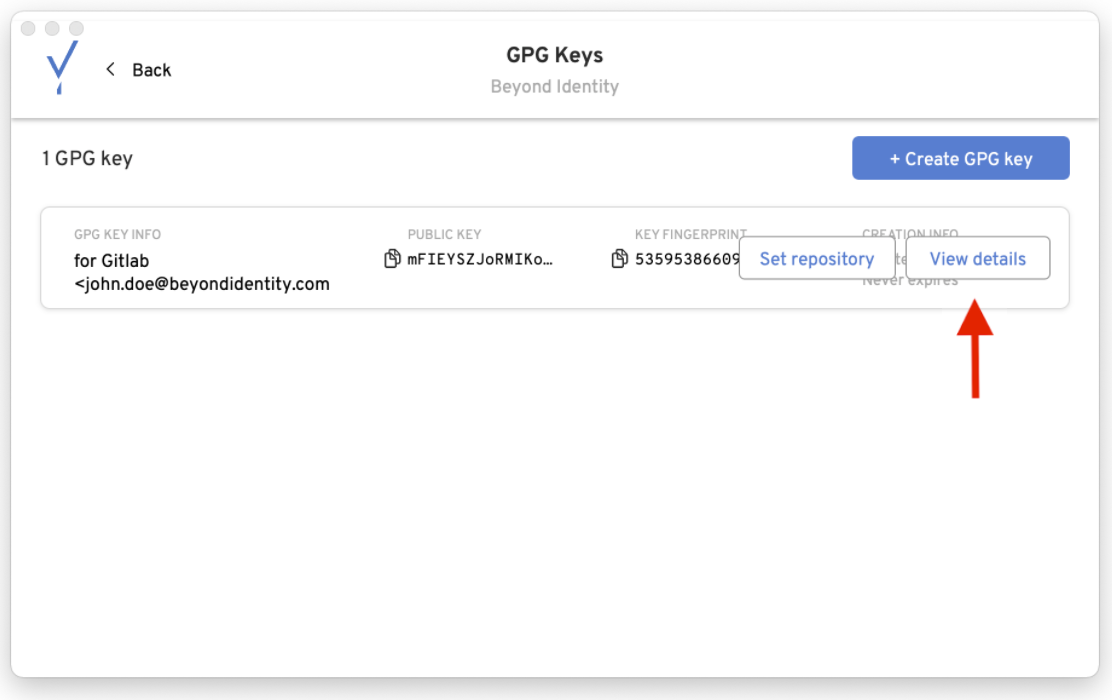 GPG Keys
Back
Beyond Identity
1 GPG key
+ Create GPG key
GPG KEY INFO
PUBLIC KEY
KEY FINGERPRINT
CREATION INFO
for Gitlab
mFIEYSZJoRMIKo…
53595386609
Set repository
View details
<john.doe@beyondidentity.com
Never expires